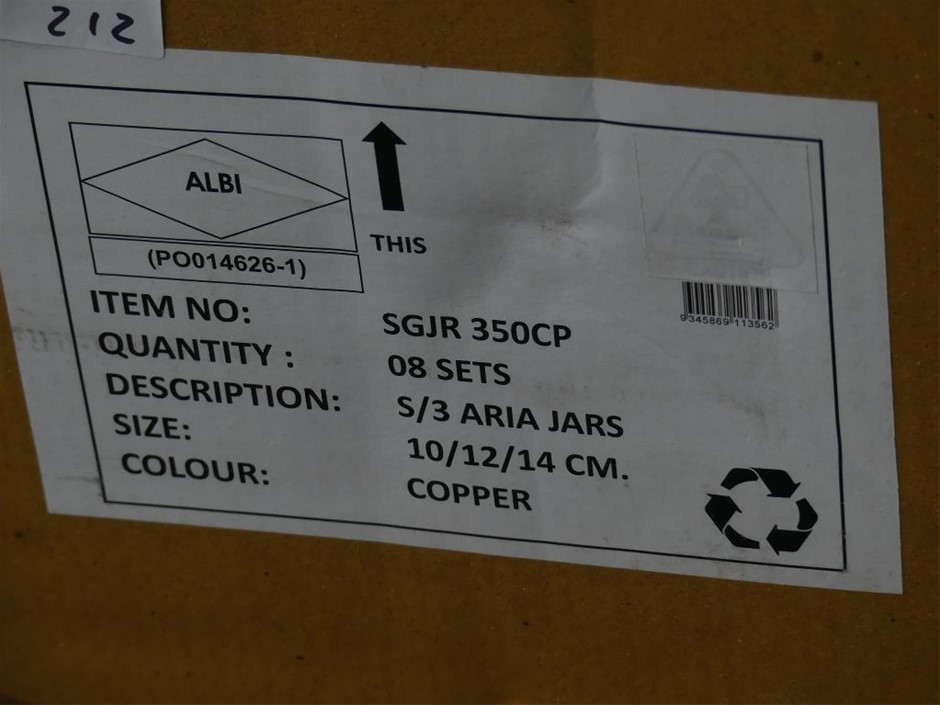 212
ALBI
(PO014626-1)
THIS
9345869113562
ITEM NO: SGJR 350CP
QUANTITY : 08 SETS
DESCRIPTION: S/3 ARIA JARS
SIZE: 10/12/14 CM.
COLOUR: COPPER